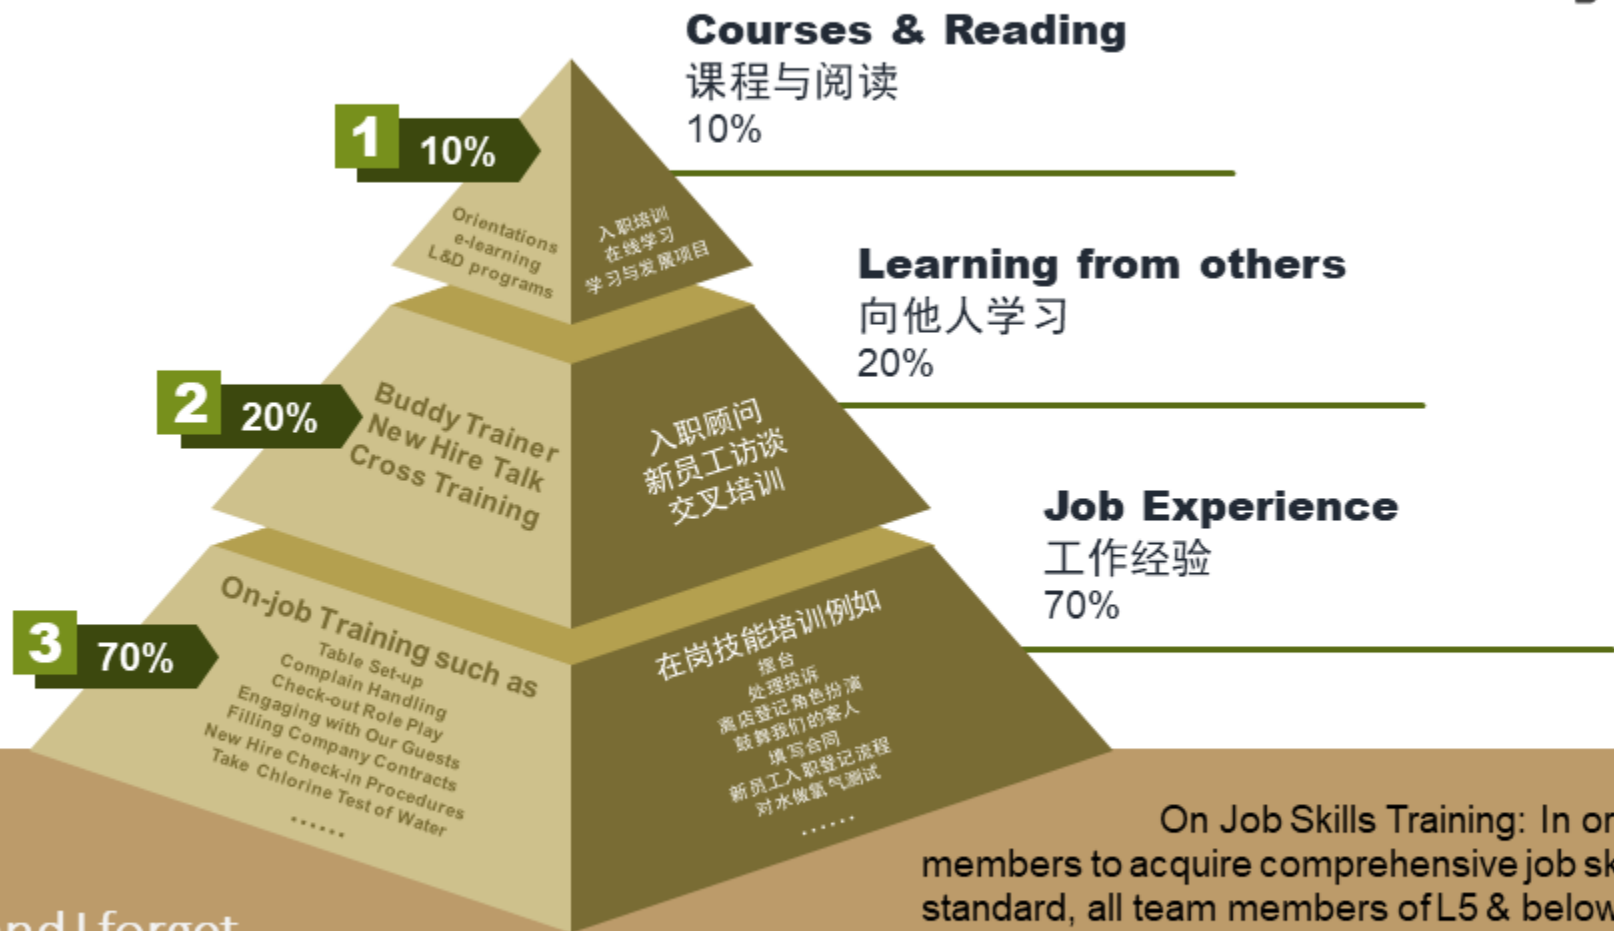 Courses & Reading
课程与阅读
10%
1
10%
Orientations
e-learning
L&D programs
入职培训
在线学习
学习与发展项目
Learning from others
向他人学习
20%
2
20%
Buddy Trainer
New Hire Talk
Cross Training
入职顾问
新员工访谈
交叉培训
Job Experience
工作经验
70%
3
70%
On-job Training such as
Table Set-up
Complain Handling
Check-out Role Play
Engaging with Our Guests
Filling Company Contracts
New Hire Check-in Procedures
Take Chlorine Test of Water
……
在岗技能培训例如
摆台
处理投诉
离店登记角色扮演
鼓舞我们的客人
填写合同
新员工入职登记流程
对水做氯气测试
……
On Job Skills Training: In or
members to acquire comprehensive job sk
standard, all team members of L5 & below
nd I forget